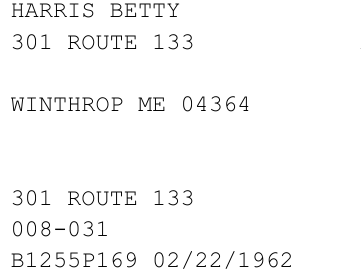 HARRIS BETTY
301 ROUTE 133
WINTHROP ME 04364
301 ROUTE 133
008-031
B1255P169 02/22/1962